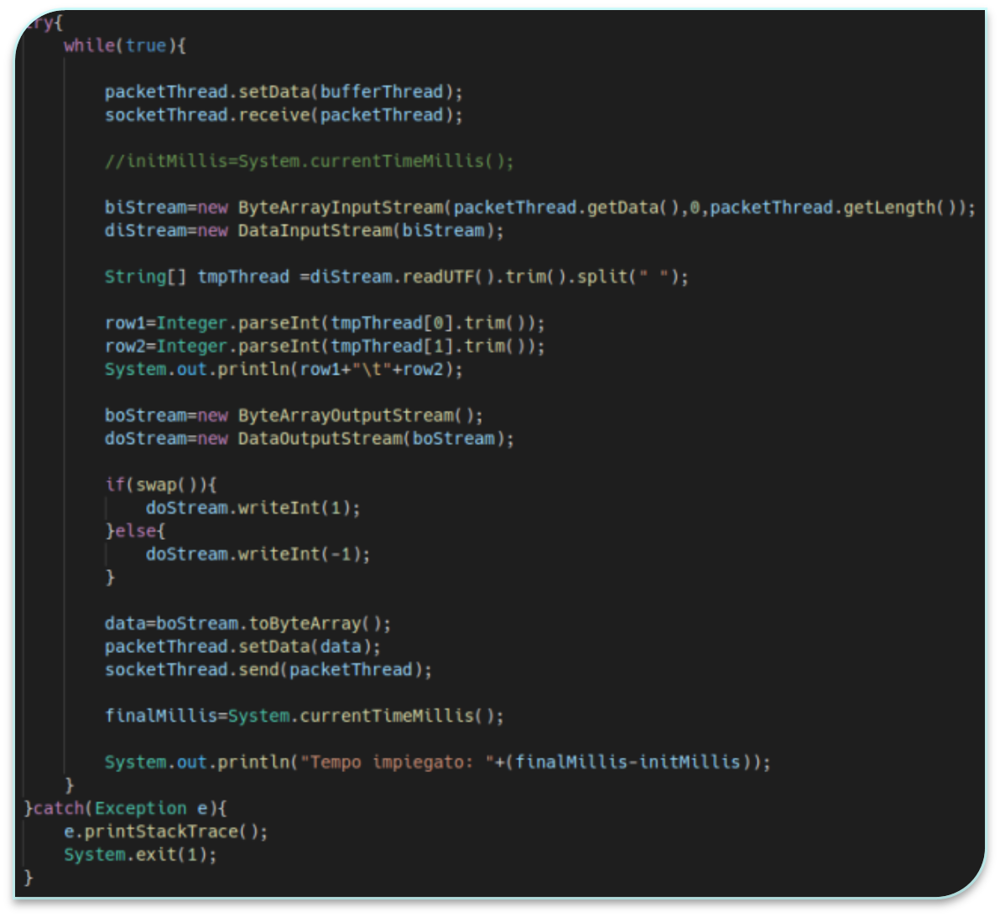 try{
while(true){
packetThread.setData(bufferThread);
socketThread.receive(packetThread);
//initMillis=System.currentTimeMillis();
biStream=new ByteArrayInputStream(packetThread.getData(),0,packetThread.getLength());
diStream=new DataInputStream(biStream);
String[] tmpThread =diStream.readUTF().trim().split(" ");
row1=Integer.parseInt(tmpThread[0].trim());
row2=Integer.parseInt(tmpThread[1].trim());
System.out.println(row1+"\t"+row2);
boStream=new ByteArrayOutputStream();
doStream=new DataOutputStream(boStream);
if(swap()){
doStream.writeInt(1);
}else{
doStream.writeInt(-1);
}
data=boStream.toByteArray();
packetThread.setData(data);
socketThread.send(packetThread);
finalMillis=System.currentTimeMillis();
System.out.println("Tempo impiegato: "+(finalMillis-initMillis));
}
}catch(Exception e){
e.printStackTrace();
System.exit(1);
}